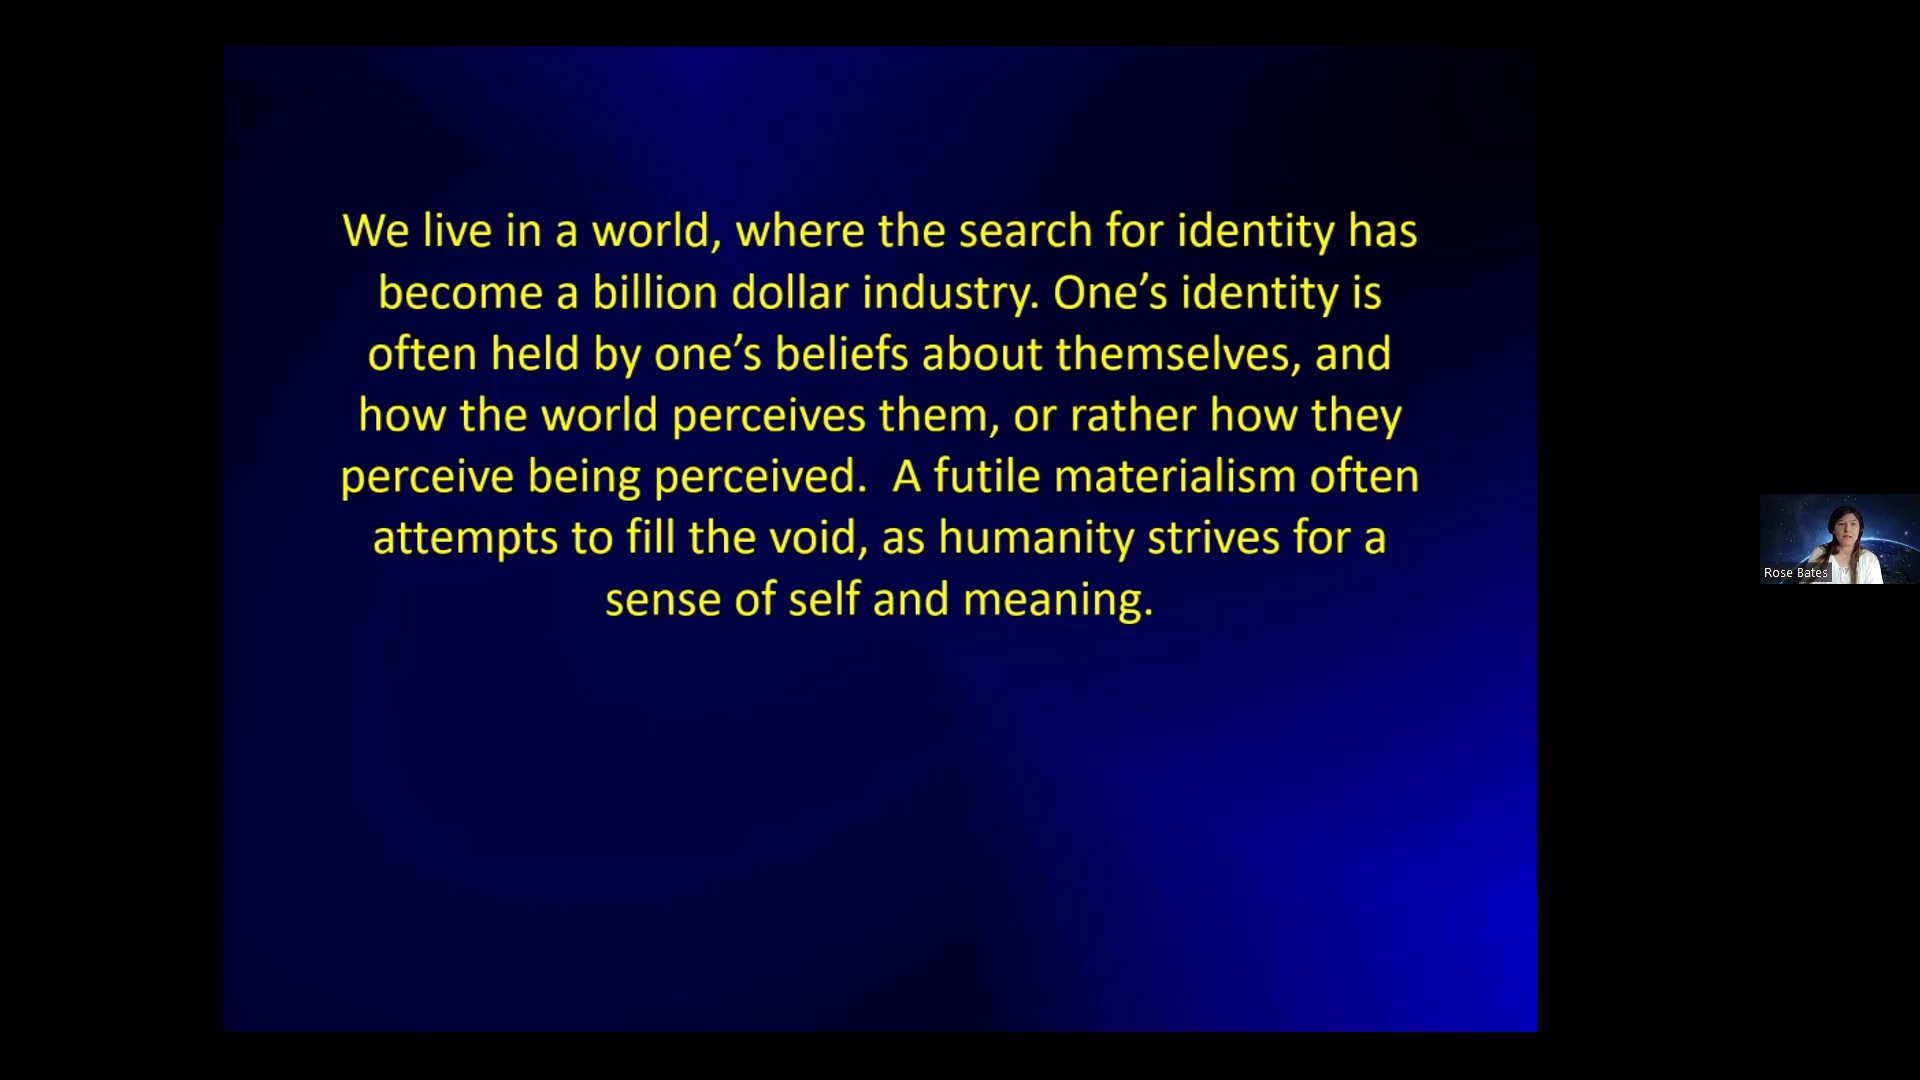 We live in a world, where the search for identity has
become a billion dollar industry. One’s identity is
often held by one’s beliefs about themselves, and
how the world perceives them, or rather how they
perceive being perceived.  A futile materialism often
attempts to fill the void, as humanity strives for a
sense of self and meaning.
Rose Bates